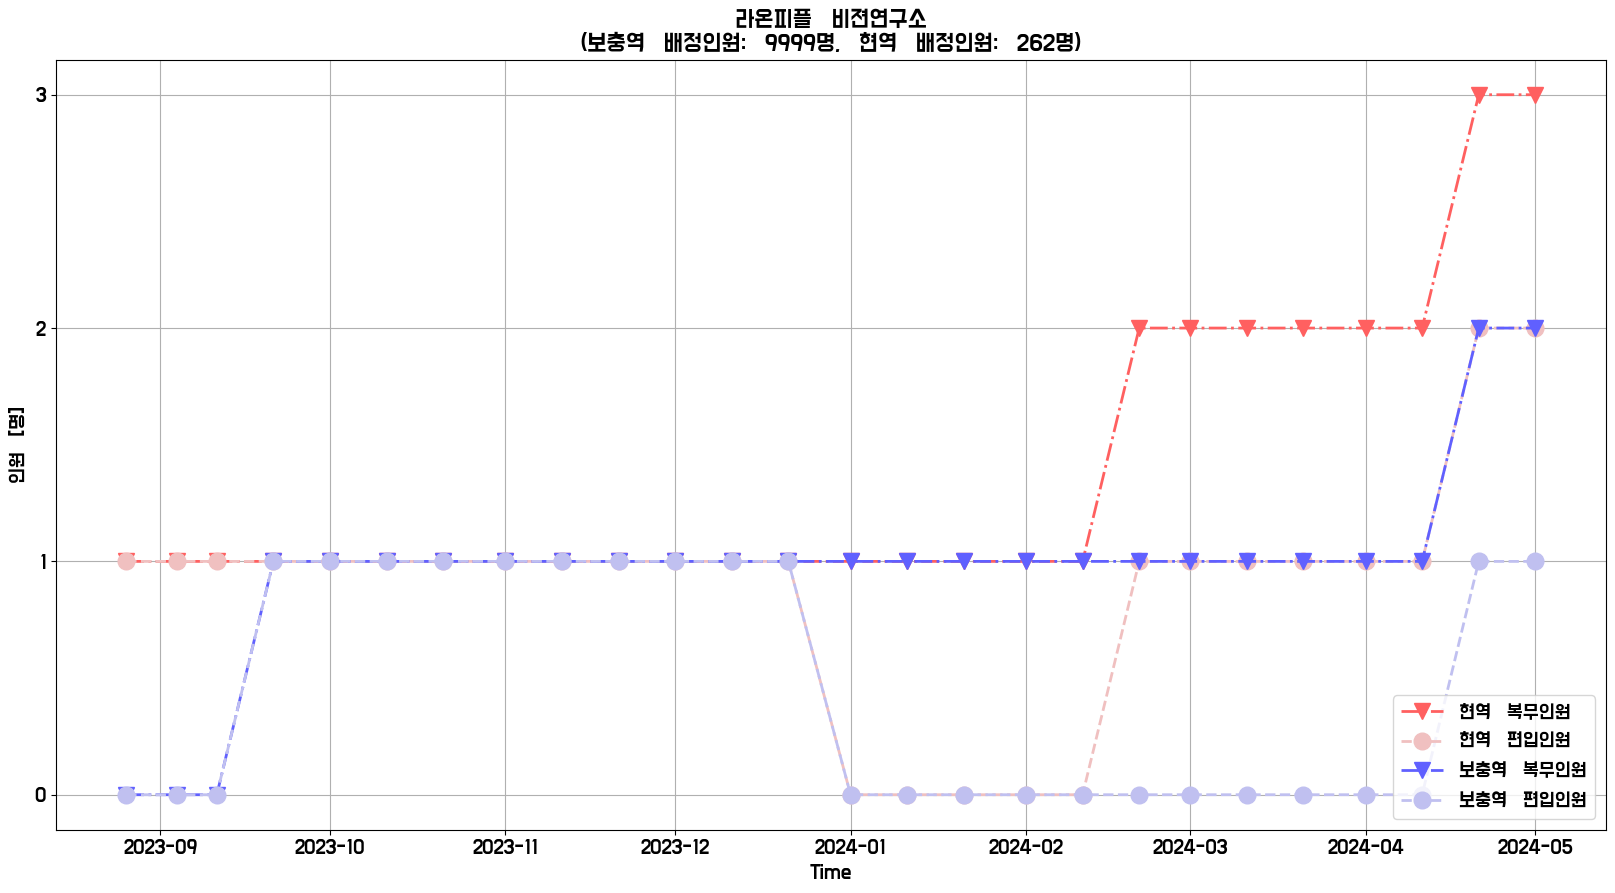 라온피플 비젼연구소
(보충역 배정인원: 9999명, 현역 배정인원: 262명)
3
2
1
0
인원 [명]
2023-09 2023-10 2023-11 2023-12 2024-01 2024-02 2024-03 2024-04 2024-05
Time
현역 복무인원
현역 편입인원
보충역 복무인원
보충역 편입인원